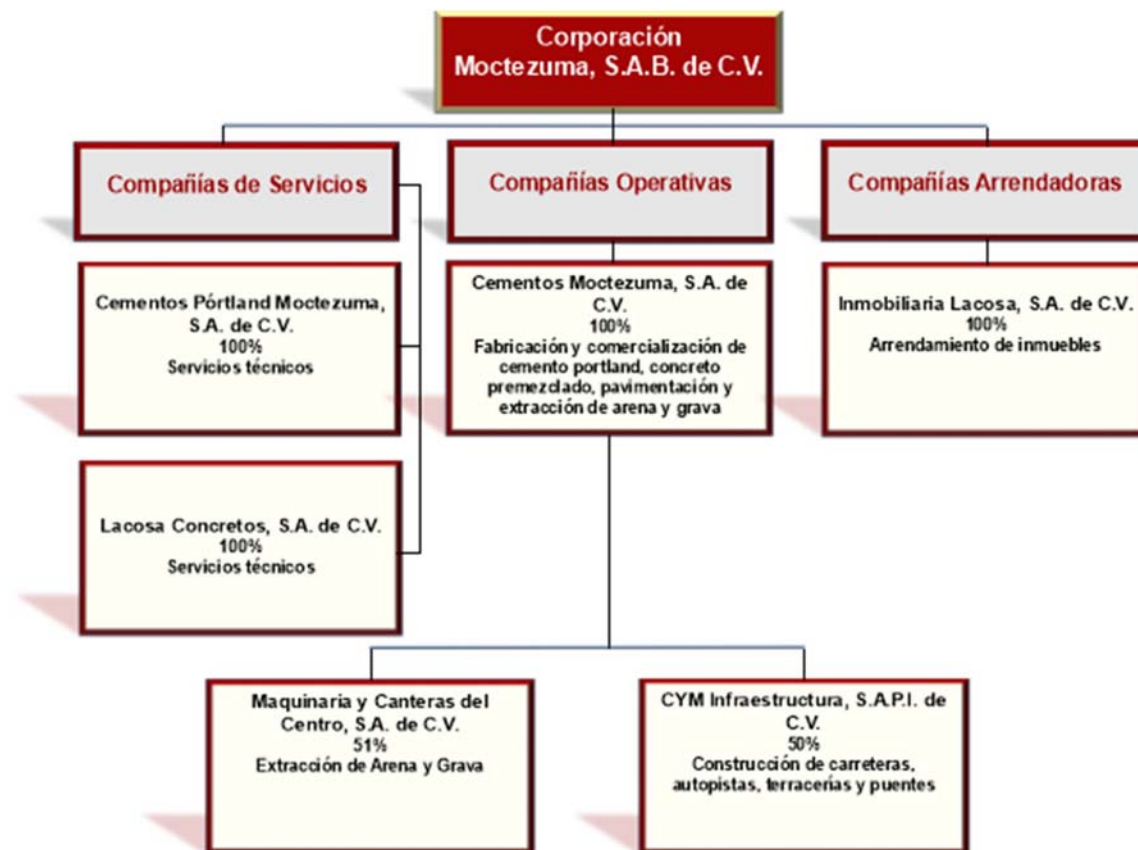 Corporación
Moctezuma, S.A.B. de C.V.
Compañías de Servicios
Compañías Operativas
Compañías Arrendadoras
Cementos Pórtland Moctezuma,
S.A. de C.V.
100%
Servicios técnicos
Cementos Moctezuma, S.A. de
C.V.
100%
Fabricación y comercialización de
cemento portland, concreto
premezclado, pavimentación y
extracción de arena y grava
Inmobiliaria Lacosa, S.A. de C.V.
100%
Arrendamiento de inmuebles
Lacosa Concretos, S.A. de C.V.
100%
Servicios técnicos
Maquinaria y Canteras del
Centro, S.A. de C.V.
51%
Extracción de Arena y Grava
CYM Infraestructura, S.A.P.I. de
C.V.
50%
Construcción de carreteras,
autopistas, terracerías y puentes